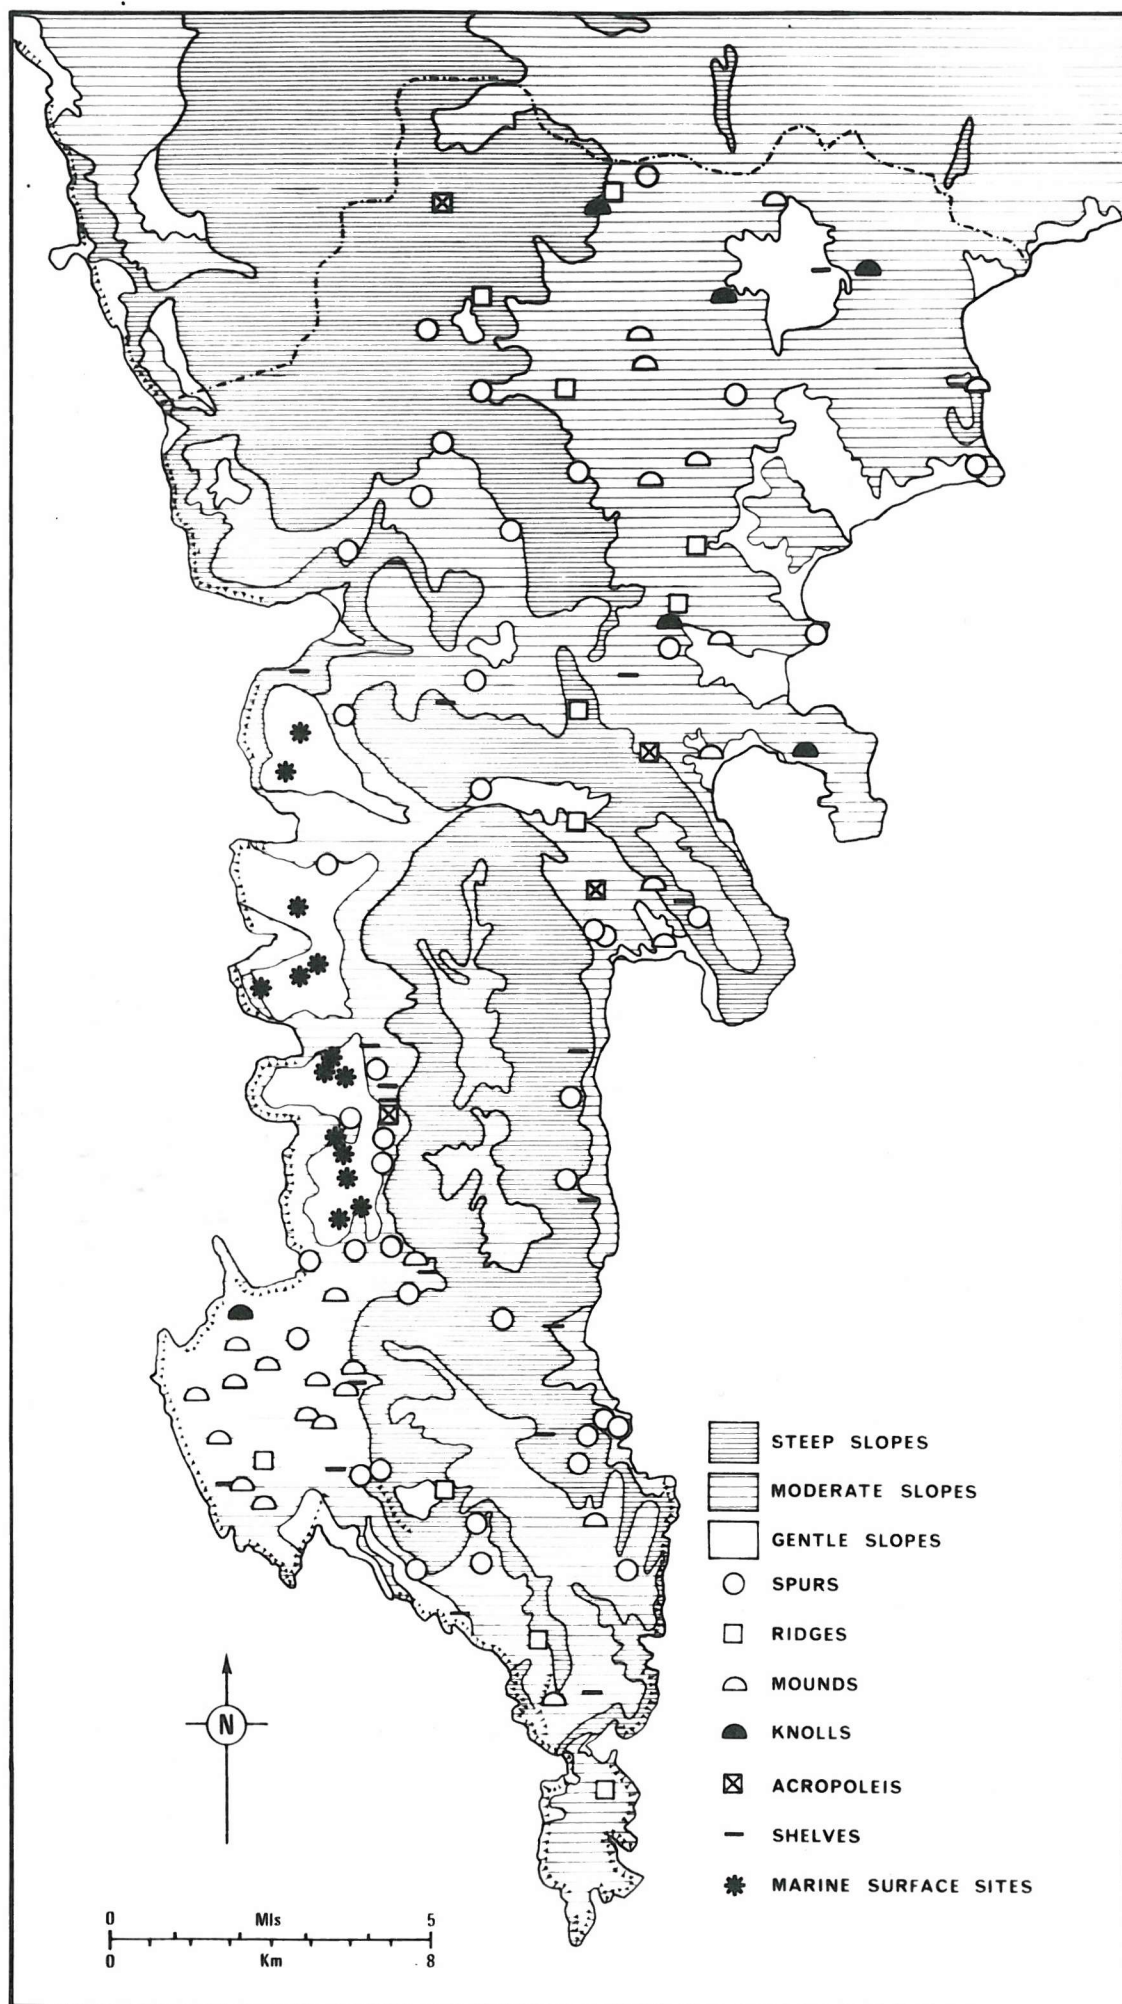 STEEP SLOPES
MODERATE SLOPES
GENTLE SLOPES
SPURS
RIDGES
MOUNDS
KNOLLS
N
ACROPOLEIS
SHELVES
MARINE SURFACE SITES
0 Mls 5
0 Km 8